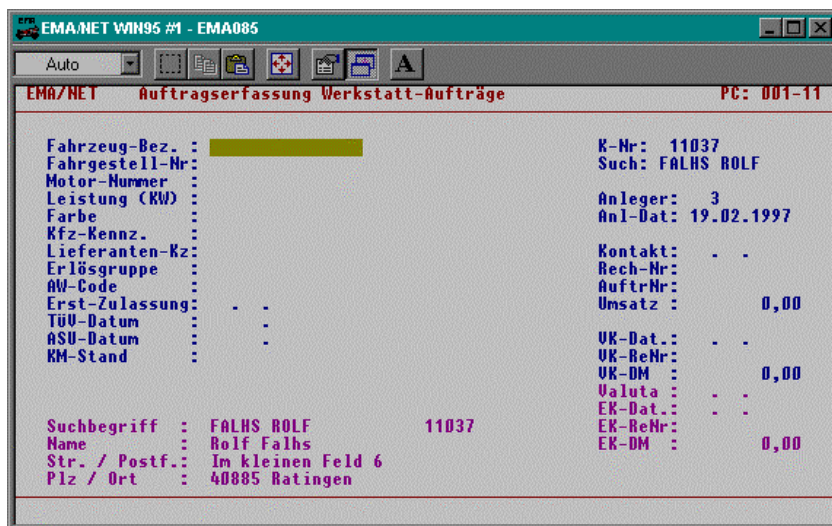 EMA/NET WIN95 #1 - EMA085
Auto
EMA/NET Auftragserfassung Werkstatt-Aufträge PC: 001-11
Fahrzeug-Bez. : K-Nr: 11037
Fahrgestell-Nr: Such: FALHS ROLF
Motor-Nummer :
Leistung (KW) : Anleger: 3
Farbe : Anl-Dat: 19.02.1997
Kfz-Kennz. :
Lieferanten-Kz: Kontakt: . .
Erlösgruppe : Rech-Nr:
AW-Code : AuftrNr:
Erst-Zulassung: . . Umsatz : 0,00
TüV-Datum : .
ASU-Datum : . VK-Dat.: . .
KM-Stand : VK-ReNr:
VK-DM : 0,00
Valuta : . .
EK-Dat.: . .
Suchbegriff : FALHS ROLF 11037 EK-ReNr:
Name : Rolf Falhs EK-DM : 0,00
Str. / Postf.: Im kleinen Feld 6
Plz / Ort : 40885 Ratingen